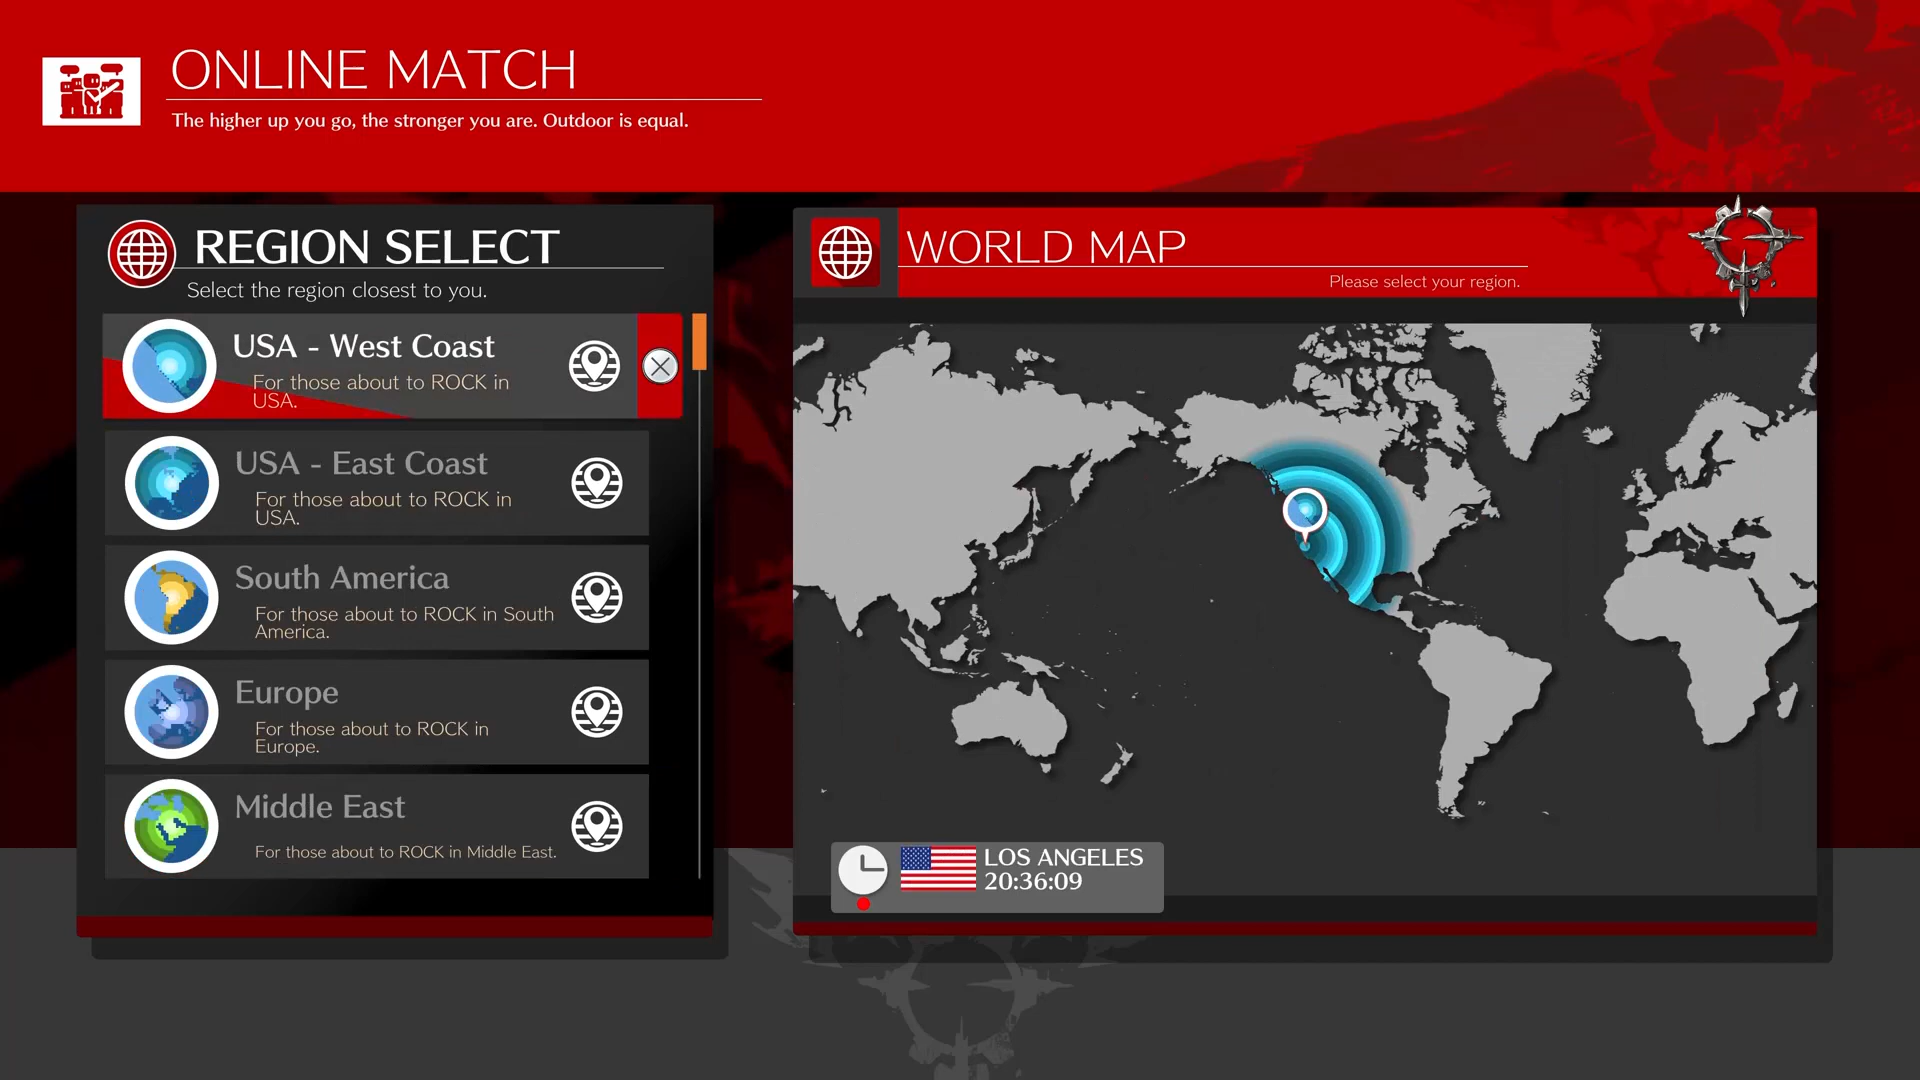 ONLINE MATCH
The higher up you go, the stronger you are. Outdoor is equal.
REGION SELECT
Select the region closest to you.
USA - West Coast
For those about to ROCK in
USA.
USA - East Coast
For those about to ROCK in
USA.
South America
For those about to ROCK in South
America.
Europe
For those about to ROCK in
Europe.
Middle East
For those about to ROCK in Middle East.
WORLD MAP
Please select your region.
LOS ANGELES
20:36:09